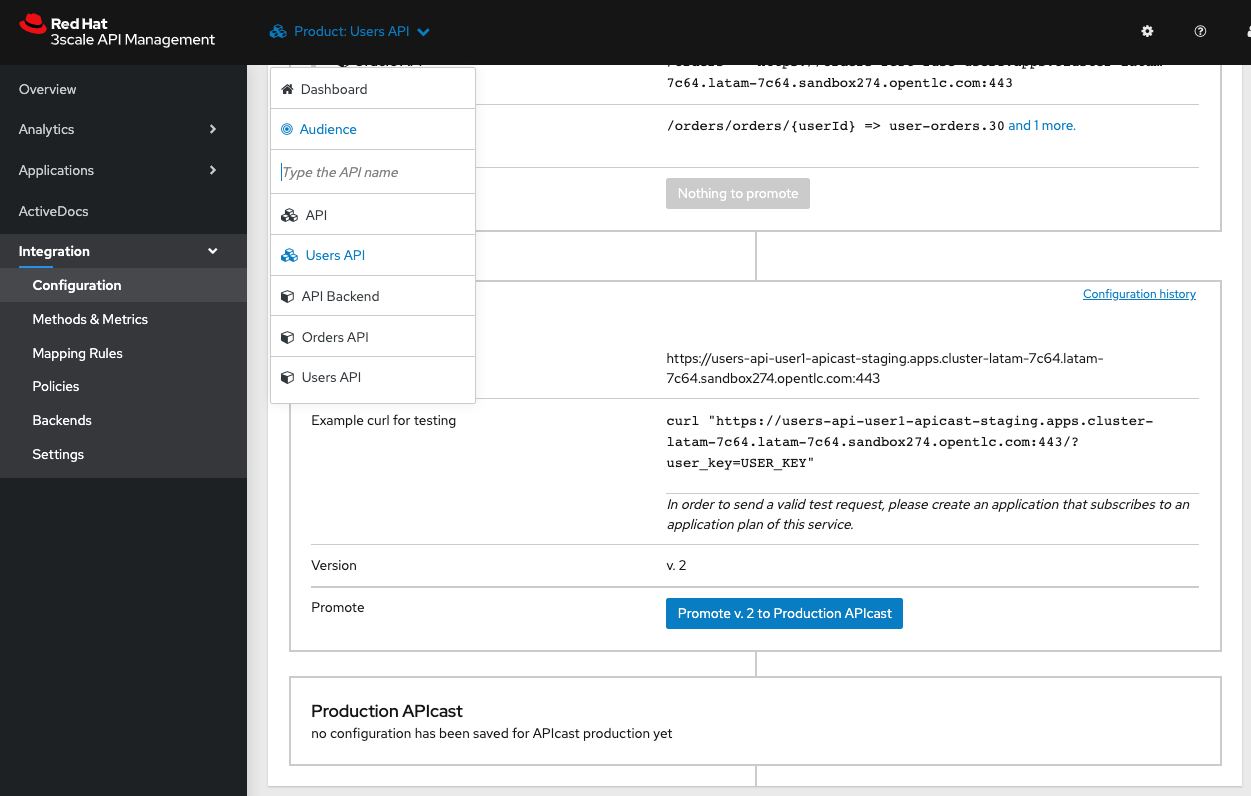 Red Hat
3scale API Management
Product: Users API
Overview
Analytics
Applications
ActiveDocs
Integration
Configuration
Methods & Metrics
Mapping Rules
Policies
Backends
Settings
Dashboard
Audience
Type the API name
API
Users API
API Backend
Orders API
Users API
7c64.latam-7c64.sandbox274.opentlc.com:443
/orders/orders/{userId} => user-orders.30 and 1 more.
Nothing to promote
Configuration history
https://users-api-user1-apicast-staging.apps.cluster-latam-7c64.latam-
7c64.sandbox274.opentlc.com:443
Example curl for testing
curl "https://users-api-user1-apicast-staging.apps.cluster-
latam-7c64.latam-7c64.sandbox274.opentlc.com:443/?
user_key=USER_KEY"
In order to send a valid test request, please create an application that subscribes to an
application plan of this service.
Version
v. 2
Promote
Promote v. 2 to Production APIcast
Production APIcast
no configuration has been saved for APIcast production yet